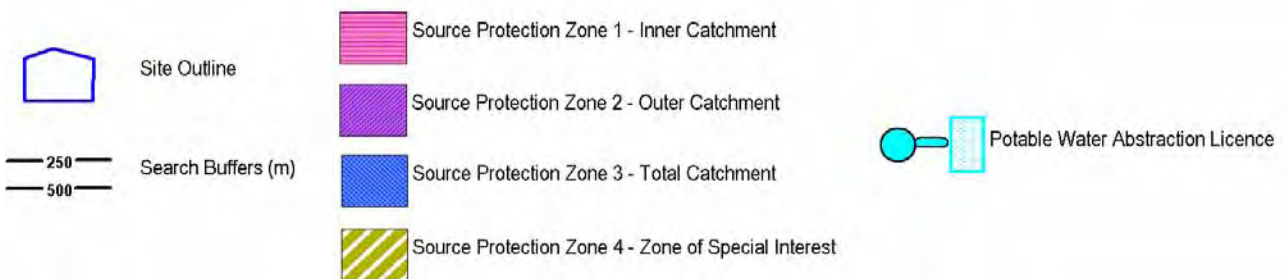 Site Outline
250
500
Search Buffers (m)
Source Protection Zone 1 - Inner Catchment
Source Protection Zone 2 - Outer Catchment
Source Protection Zone 3 - Total Catchment
Source Protection Zone 4 - Zone of Special Interest
Potable Water Abstraction Licence